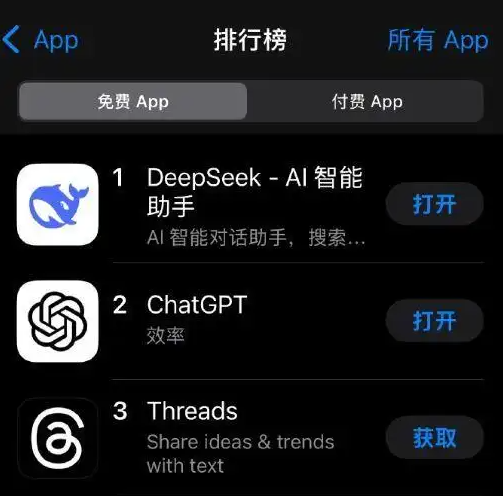 App
排行榜
所有 App
免费 App
付费 App
1
DeepSeek - AI 智能
助手
AI 智能对话助手，搜索...
打开
2
ChatGPT
效率
打开
3
Threads
Share ideas & trends
with text
获取